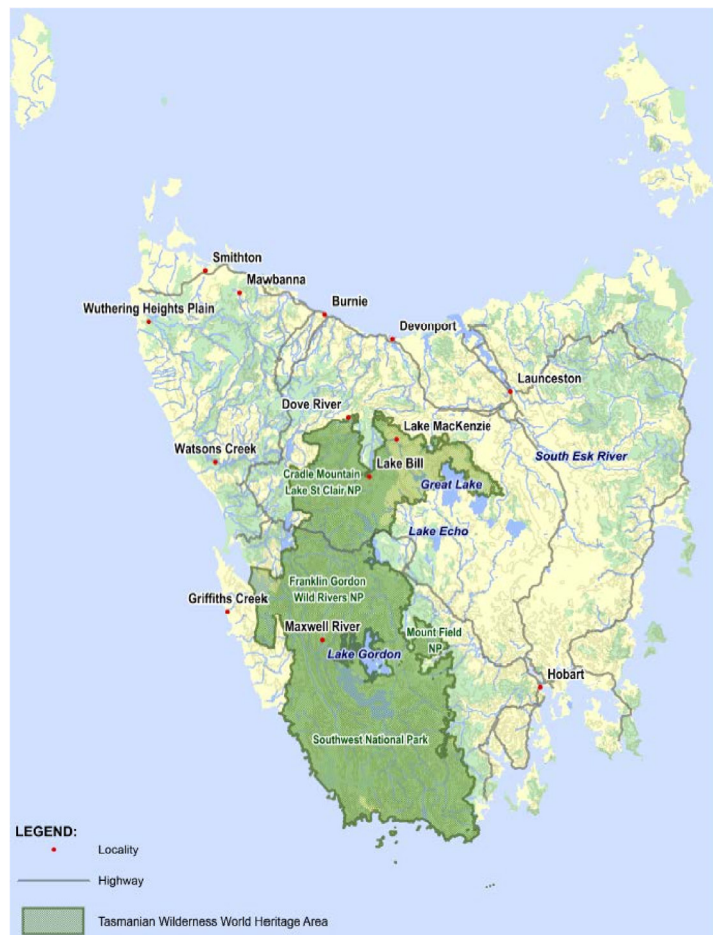 Smithton
Mawbanna
Wuthering Heights Plain
Burnie
Devonport
Launceston
Dove River
Lake MacKenzie
South Esk River
Watsons Creek
Lake Bill
Cradle Mountain
Lake St Clair NP
Great Lake
Lake Echo
Franklin Gordon
Wild Rivers NP
Griffiths Creek
Maxwell River
Mount Field
NP
Lake Gordon
Hobart
Southwest National Park
LEGEND:
Locality
Highway
Tasmanian Wilderness World Heritage Area